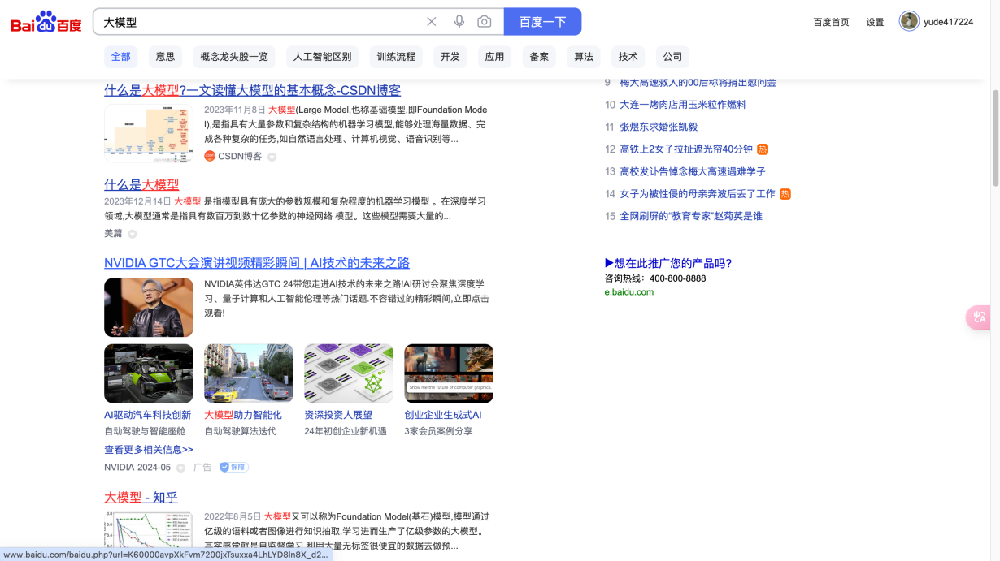 Bai du 百度
大模型
百度一下
百度首页
设置
yude417224
全部
意思
概念龙头股一览
人工智能区别
训练流程
开发
应用
备案
算法
技术
公司
什么是大模型?一文读懂大模型的基本概念-CSDN博客
2023年11月8日 大模型(Large Model,也称基础模型,即Foundation Mode
l),是指具有大量参数和复杂结构的机器学习模型,能够处理海量数据、完
成各种复杂的任务,如自然语言处理、计算机视觉、语音识别等...
CSDN博客
什么是大模型
2023年12月14日 大模型 是指模型具有庞大的参数规模和复杂程度的机器学习模型 。在深度学习
领域,大模型通常是指具有数百万到数十亿参数的神经网络 模型。这些模型需要大量的...
美篇
NVIDIA GTC大会演讲视频精彩瞬间 | AI技术的未来之路
NVIDIA英伟达GTC 24带您走进AI技术的未来之路!AI研讨会聚焦深度学
习、量子计算和人工智能伦理等热门话题.不容错过的精彩瞬间,立即点击
观看!
Show me the future of computer graphics.
AI驱动汽车科技创新
自动驾驶与智能座舱
大模型助力智能化
自动驾驶算法迭代
资深投资人展望
24年初创企业新机遇
创业企业生成式AI
3家会员案例分享
查看更多相关信息>>
NVIDIA 2024-05
广告
保障
大模型 - 知乎
2022年8月5日 大模型又可以称为Foundation Model(基石)模型,模型通过
亿级的语料或者图像进行知识抽取,学习进而生产了亿级参数的大模型。
其实感觉就是自监督学习,利用大量无标签很便宜的数据去做预...
9 梅大高速救人的00后称将捐出慰问金
10 大连一烤肉店用玉米粒作燃料
11 张煜东求婚张凯毅
12 高铁上2女子拉扯遮光帘40分钟 热
13 高校发讣告悼念梅大高速遇难学子
14 女子为被性侵的母亲奔波后丢了工作 热
15 全网刷屏的“教育专家”赵菊英是谁
▶想在此推广您的产品吗?
咨询热线：400-800-8888
e.baidu.com
www.baidu.com/baidu.php?url=K60000avpXkFvm7200jxTsuxxa4LhLYD8In8X_d2...